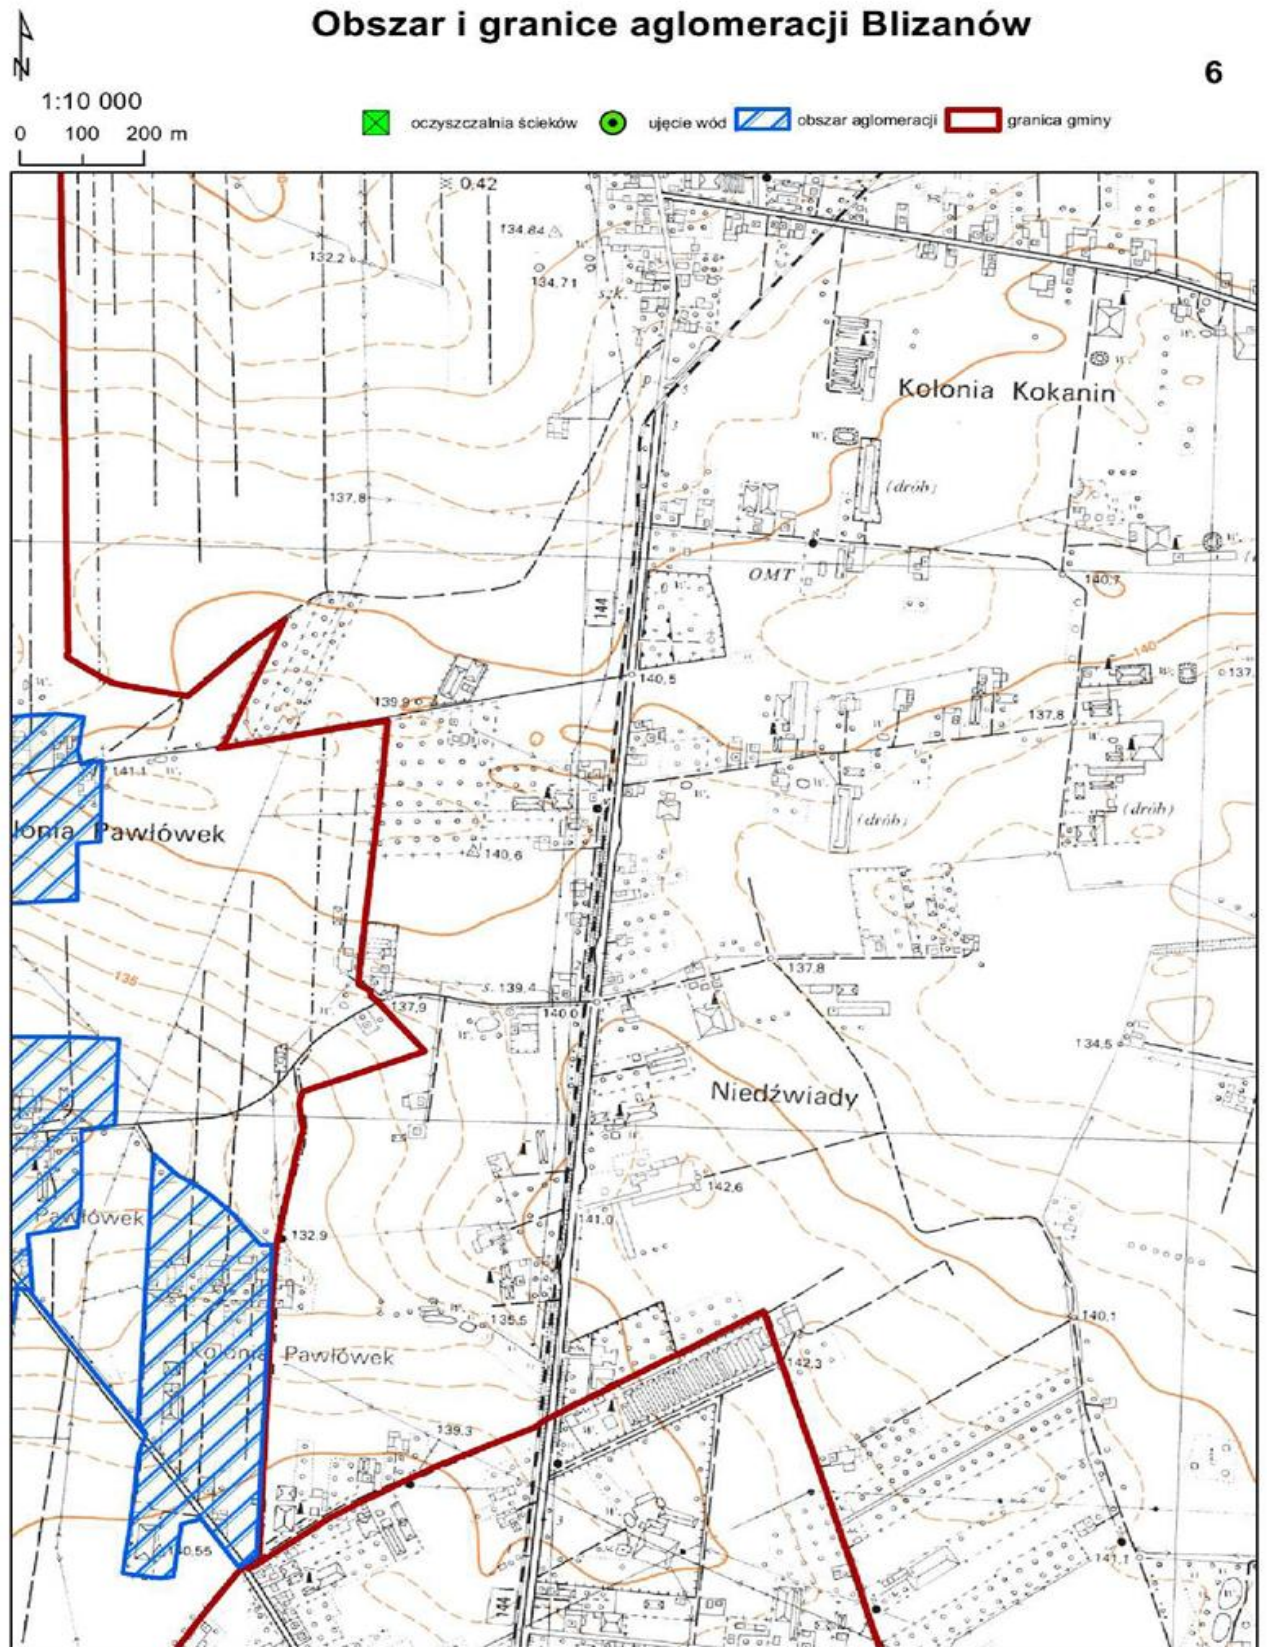 Obszar i granice aglomeracji Blizanów
N
6
1:10 000
0 100 200 m
oczyszczalnia ścieków
ujęcie wód
obszar aglomeracji
granica gminy
0,42
134.84
132,2
134,71
szk.
Kolonia Kokanin
W.
(drób)
137,8
OMT
144
140,7
140
140,5
139,9
137,8
137,
141,1
W.
lonia Pawłówek
(drób)
(drób)
140,6
135
137,8
s. 139,4
137,9
140,0
134,5
Niedźwiady
142,6
Pawłówek
141,0
132,9
135,5
140,1
Kolonia Pawłówek
142,3
139,3
140,55
141,1
144